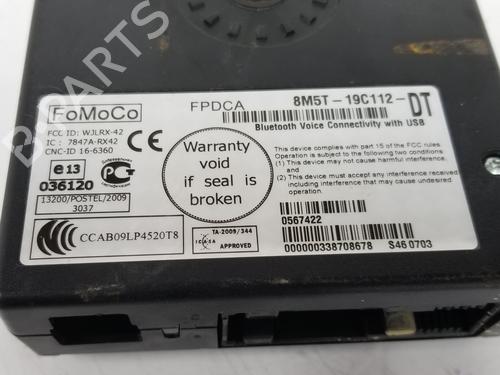 FoMoCo
FPDCA
8M5T-19C112-DT
Bluetooth Voice Connectivity with USB
FCC ID: WJLRX-42
IC: 7847A-RX42
CNC-ID 16-6360
e13
036120
13200/POSTEL/2009
3037
CCAB09LP4520T8
Warranty
void
if seal is
broken
This device complies with part 15 of the FCC rules.
Operation is subject to the following two conditions:
(1) This device may not cause harmful interference,
and
(2) This device must accept any interference received
including interference that may cause undesired
operation.
0567422
000000338708678
S460703
TA-2009/344
ICASA
APPROVED
B-Parts